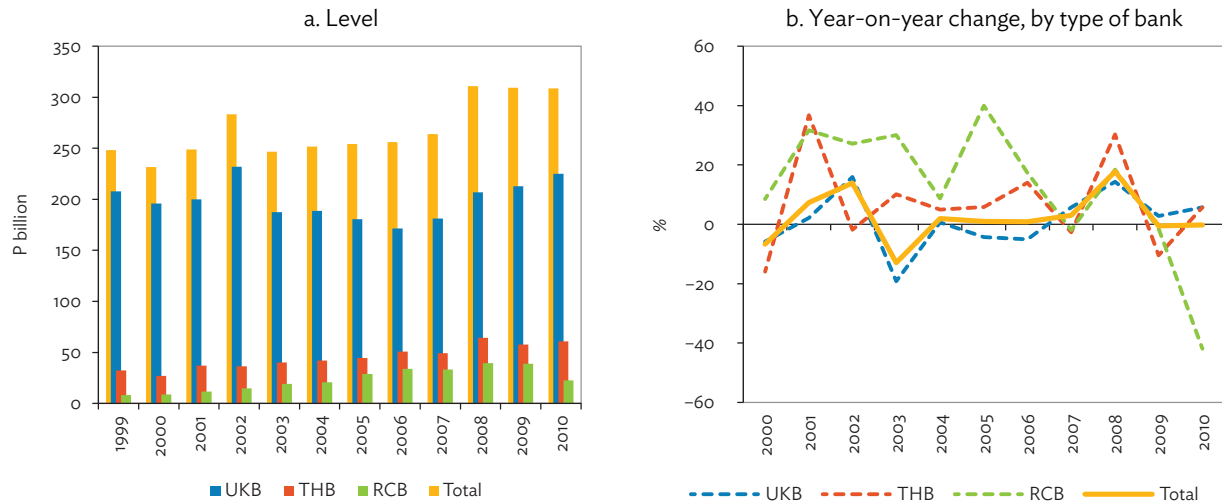 a. Level
350
300
250
200
150
100
50
0
P billion
1999 2000 2001 2002 2003 2004 2005 2006 2007 2008 2009 2010
UKB THB RCB Total
b. Year-on-year change, by type of bank
60
40
20
0
−20
−40
−60
%
2000 2001 2002 2003 2004 2005 2006 2007 2008 2009 2010
UKB THB RCB Total